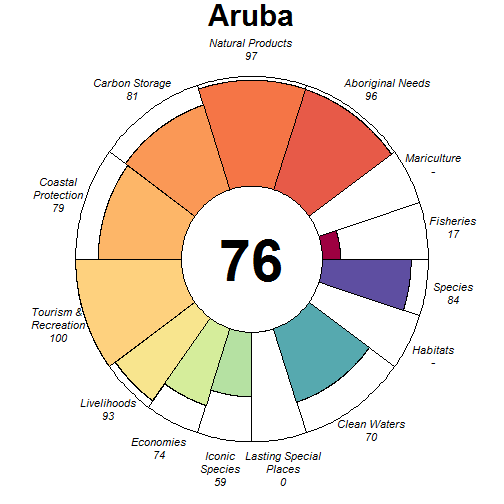 Aruba
Natural Products
97
Carbon Storage
81
Aboriginal Needs
96
Mariculture
-
Coastal
Protection
79
Fisheries
17
76
Species
84
Tourism &
Recreation
100
Habitats
-
Livelihoods
93
Clean Waters
70
Economies
74
Iconic
Species
59
Lasting Special
Places
0